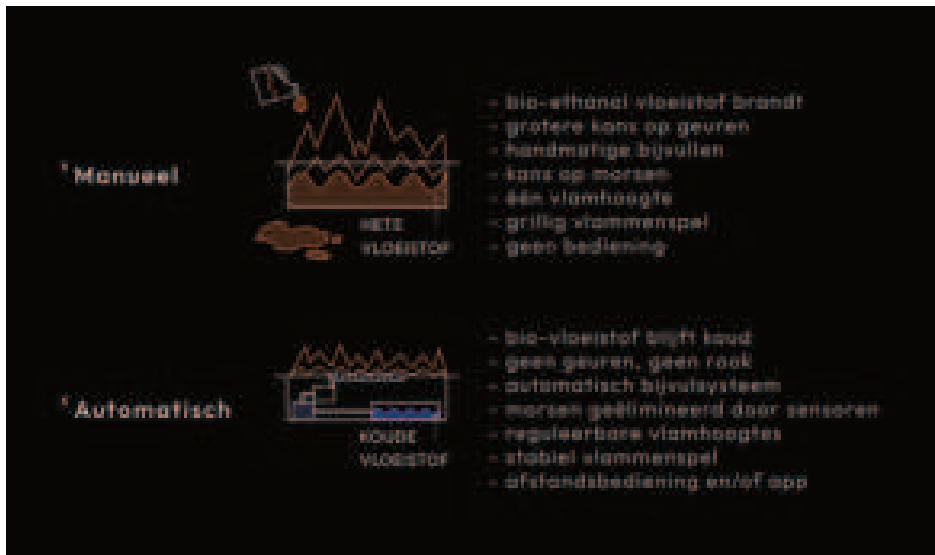 Manueel
HETE
VLOEISTOF
- bio-ethanol vloeistof brandt
- grotere kans op geuren
- handmatige bijvullen
- kans op morsen
- één vlamhoogte
- grillig vlammenspel
- geen bediening
Automatisch
KOUDE
VLOEISTOF
- bio-vloeistof blijft koud
- geen geuren, geen rook
- automatisch bijvulsysteem
- morsen geëlimineerd door sensoren
- reguleerbare vlamhoogtes
- stabiel vlammenspel
- afstandsbediening en/of app